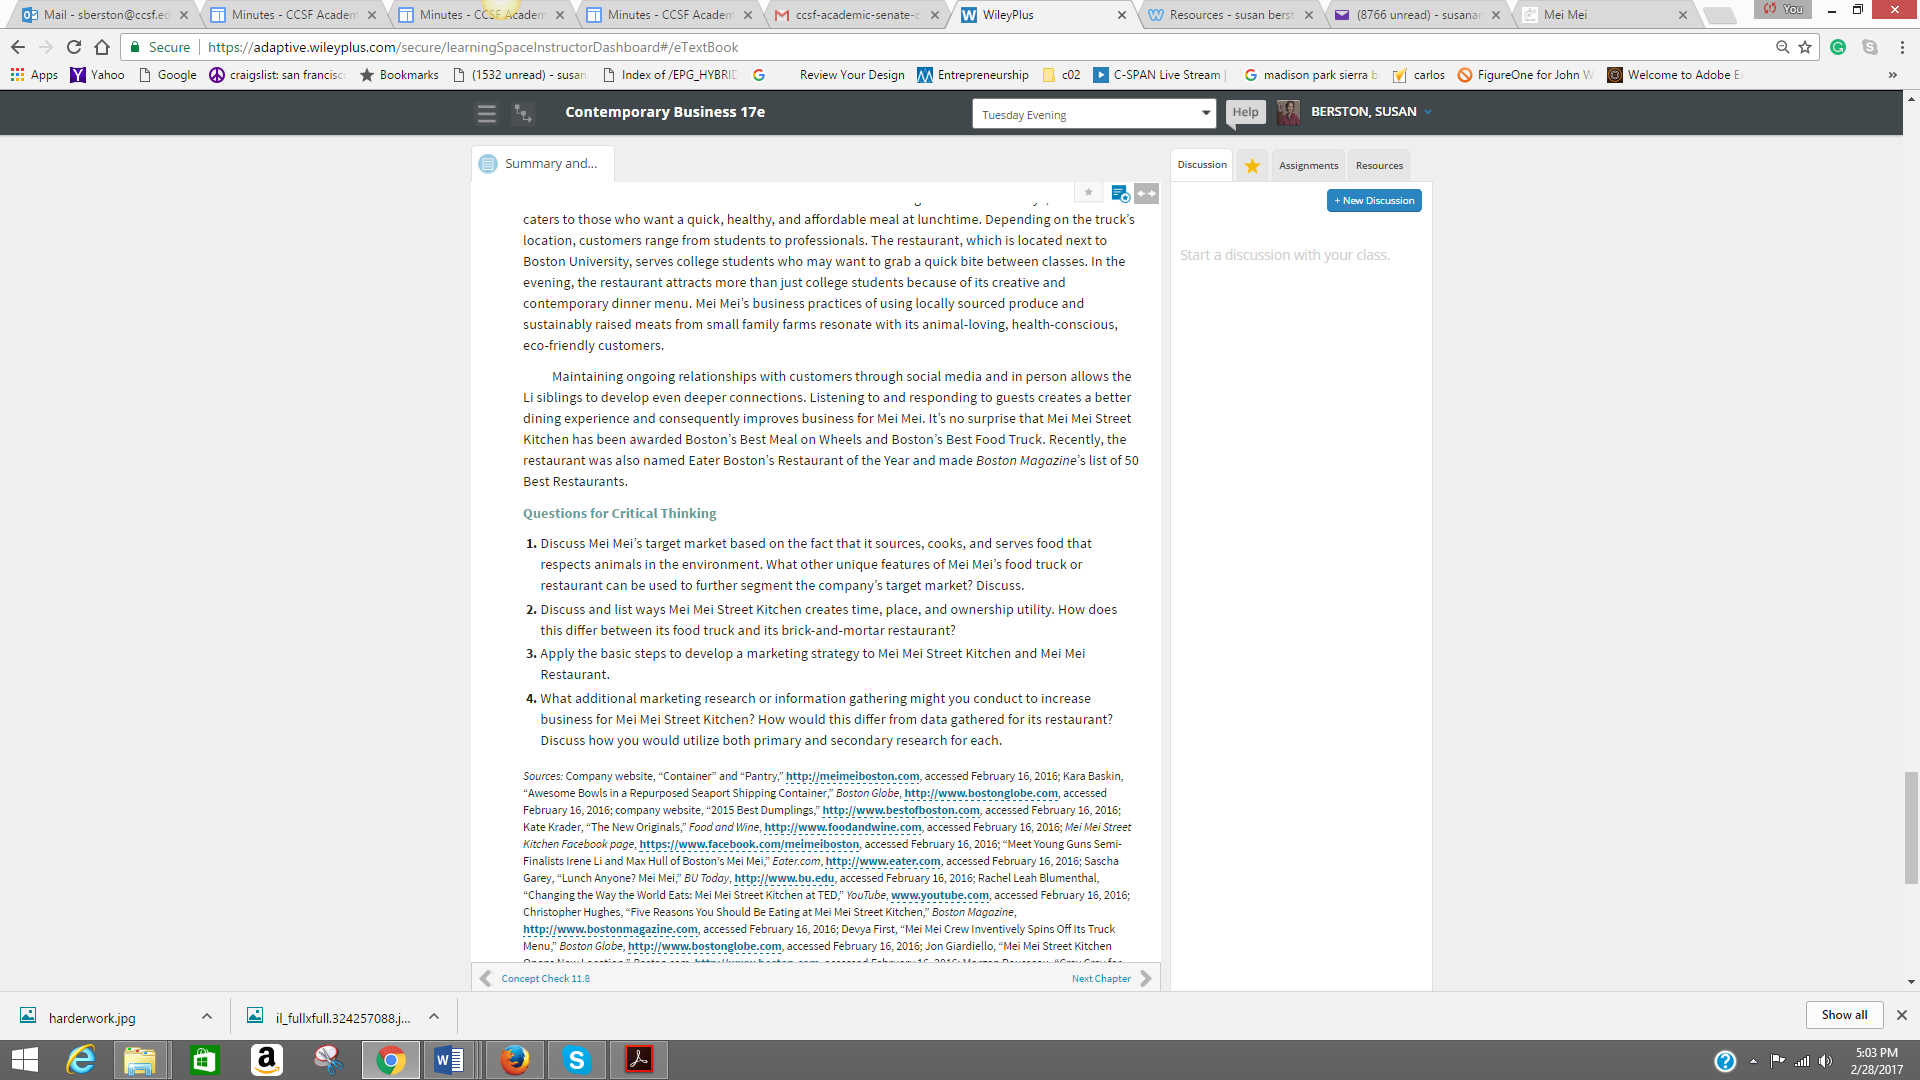 Mail - sberston@ccsf.ed
Minutes - CCSF Academ
Minutes - CCSF Academ
Minutes - CCSF Academ
ccsf-academic-senate-c
WileyPlus
Resources - susan berst
(8766 unread) - susanar
Mei Mei
You
Secure
https://adaptive.wileyplus.com/secure/learningSpaceInstructorDashboard#/eTextBook
Apps
Yahoo
Google
craigslist: san francisc
Bookmarks
(1532 unread) - susan
Index of /EPG_HYBRID
Review Your Design
Entrepreneurship
c02
C-SPAN Live Stream |
madison park sierra b
carlos
FigureOne for John W
Welcome to Adobe Ex
»
Contemporary Business 17e
Tuesday Evening
Help
BERSTON, SUSAN
Summary and...
Discussion
Assignments
Resources
+ New Discussion
Start a discussion with your class.
caters to those who want a quick, healthy, and affordable meal at lunchtime. Depending on the truck’s
location, customers range from students to professionals. The restaurant, which is located next to
Boston University, serves college students who may want to grab a quick bite between classes. In the
evening, the restaurant attracts more than just college students because of its creative and
contemporary dinner menu. Mei Mei’s business practices of using locally sourced produce and
sustainably raised meats from small family farms resonate with its animal-loving, health-conscious,
eco-friendly customers.
Maintaining ongoing relationships with customers through social media and in person allows the
Li siblings to develop even deeper connections. Listening to and responding to guests creates a better
dining experience and consequently improves business for Mei Mei. It’s no surprise that Mei Mei Street
Kitchen has been awarded Boston’s Best Meal on Wheels and Boston’s Best Food Truck. Recently, the
restaurant was also named Eater Boston’s Restaurant of the Year and made Boston Magazine’s list of 50
Best Restaurants.
Questions for Critical Thinking
1. Discuss Mei Mei’s target market based on the fact that it sources, cooks, and serves food that
respects animals in the environment. What other unique features of Mei Mei’s food truck or
restaurant can be used to further segment the company’s target market? Discuss.
2. Discuss and list ways Mei Mei Street Kitchen creates time, place, and ownership utility. How does
this differ between its food truck and its brick-and-mortar restaurant?
3. Apply the basic steps to develop a marketing strategy to Mei Mei Street Kitchen and Mei Mei
Restaurant.
4. What additional marketing research or information gathering might you conduct to increase
business for Mei Mei Street Kitchen? How would this differ from data gathered for its restaurant?
Discuss how you would utilize both primary and secondary research for each.
Sources: Company website, “Container” and “Pantry,” http://meimeiboston.com, accessed February 16, 2016; Kara Baskin,
“Awesome Bowls in a Repurposed Seaport Shipping Container,” Boston Globe, http://www.bostonglobe.com, accessed
February 16, 2016; company website, “2015 Best Dumplings,” http://www.bestofboston.com, accessed February 16, 2016;
Kate Krader, “The New Originals,” Food and Wine, http://www.foodandwine.com, accessed February 16, 2016; Mei Mei Street
Kitchen Facebook page, https://www.facebook.com/meimeiboston, accessed February 16, 2016; “Meet Young Guns Semi-
Finalists Irene Li and Max Hull of Boston’s Mei Mei,” Eater.com, http://www.eater.com, accessed February 16, 2016; Sascha
Garey, “Lunch Anyone? Mei Mei,” BU Today, http://www.bu.edu, accessed February 16, 2016; Rachel Leah Blumenthal,
“Changing the Way the World Eats: Mei Mei Street Kitchen at TED,” YouTube, www.youtube.com, accessed February 16, 2016;
Christopher Hughes, “Five Reasons You Should Be Eating at Mei Mei Street Kitchen,” Boston Magazine,
http://www.bostonmagazine.com, accessed February 16, 2016; Devya First, “Mei Mei Crew Inventively Spins Off Its Truck
Menu,” Boston Globe, http://www.bostonglobe.com, accessed February 16, 2016; Jon Giardiello, “Mei Mei Street Kitchen
Concept Check 11.8
Next Chapter
harderwork.jpg
il_fullxfull.324257088.j...
Show all
5:03 PM
2/28/2017